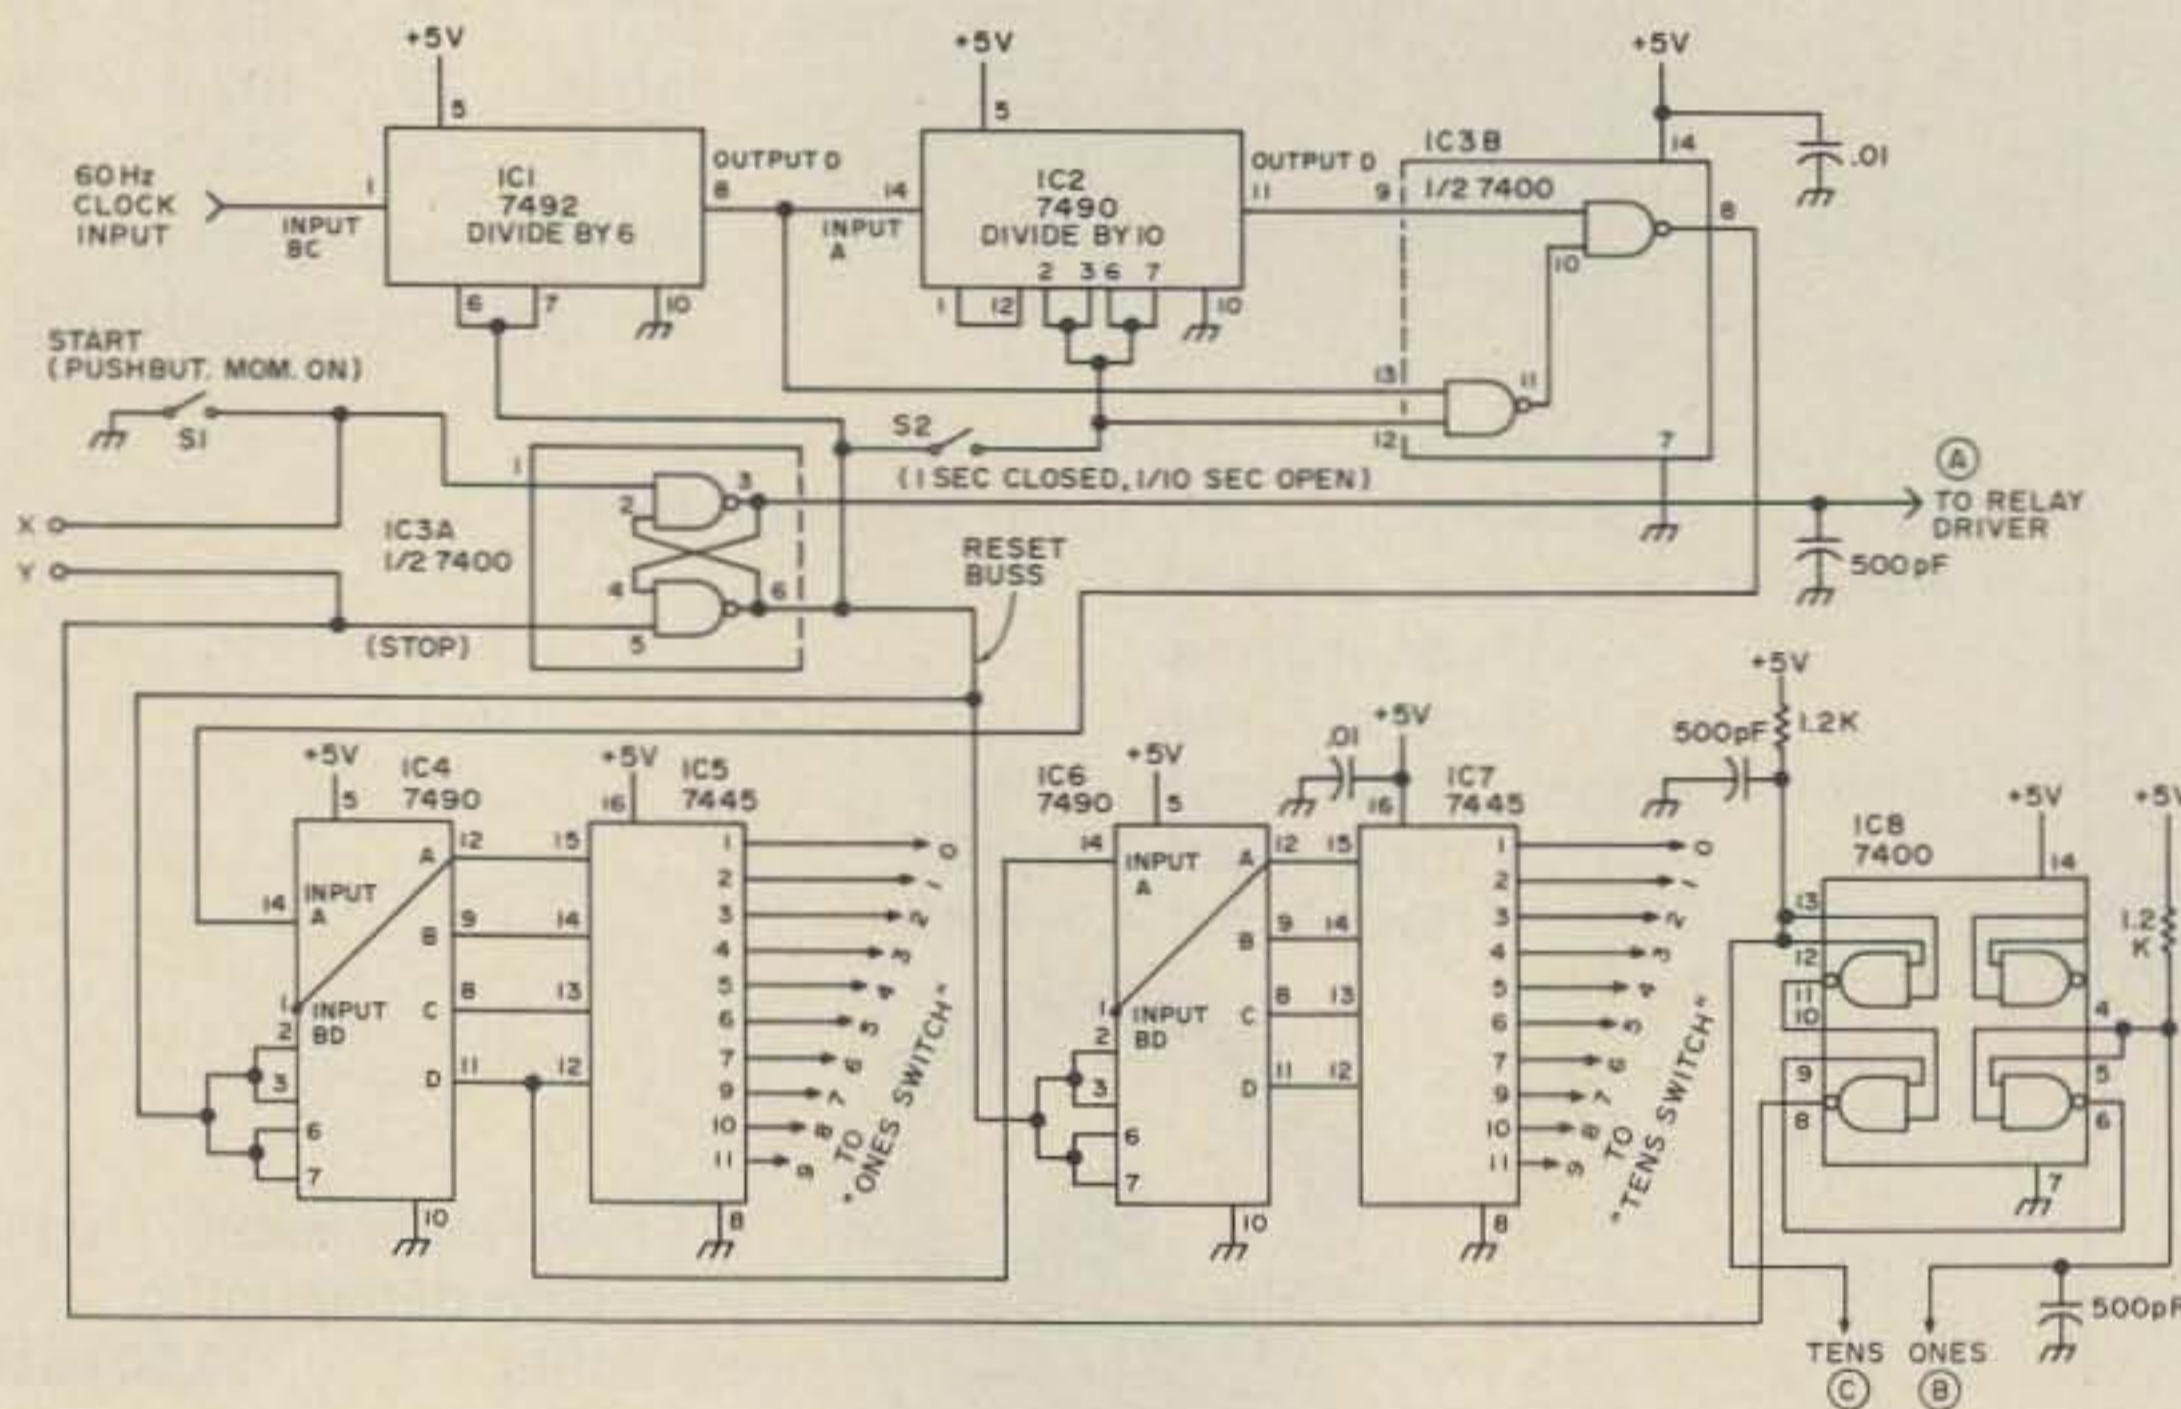 +5V
+5V
+5V
5
5
14
IC3B
.01
60 Hz
CLOCK
INPUT
1
INPUT
BC
IC1
7492
DIVIDE BY 6
OUTPUT D
8
14
INPUT
A
IC2
7490
DIVIDE BY 10
OUTPUT D
11
9
1/2 7400
8
10
6
7
10
2
3
6
7
1
12
10
START
(PUSHBUT. MOM. ON)
S1
13
11
12
7
S2
(1 SEC CLOSED, 1/10 SEC OPEN)
A
TO RELAY
DRIVER
1
2
3
X
Y
IC3A
1/2 7400
4
6
5
RESET
BUSS
500pF
(STOP)
+5V
5
IC4
7490
+5V
16
IC5
7445
IC6
7490
+5V
5
.01
+5V
16
IC7
7445
+5V
500pF
1.2K
IC8
7400
+5V
14
+5V
1.2
K
14
INPUT
A
A
12
15
B
9
14
1
INPUT
BD
2
3
C
8
13
D
11
12
6
7
10
1
2
3
4
5
6
7
9
10
11
8
0
1
2
3
4
5
6
7
8
9
TO
"ONES SWITCH"
14
INPUT
A
A
12
15
B
9
14
1
INPUT
BD
2
3
C
8
13
D
11
12
6
7
10
1
2
3
4
5
6
7
9
10
11
8
0
1
2
3
4
5
6
7
8
9
TO
"TENS SWITCH"
13
12
11
10
9
8
4
5
6
7
500pF
TENS
C
ONES
B